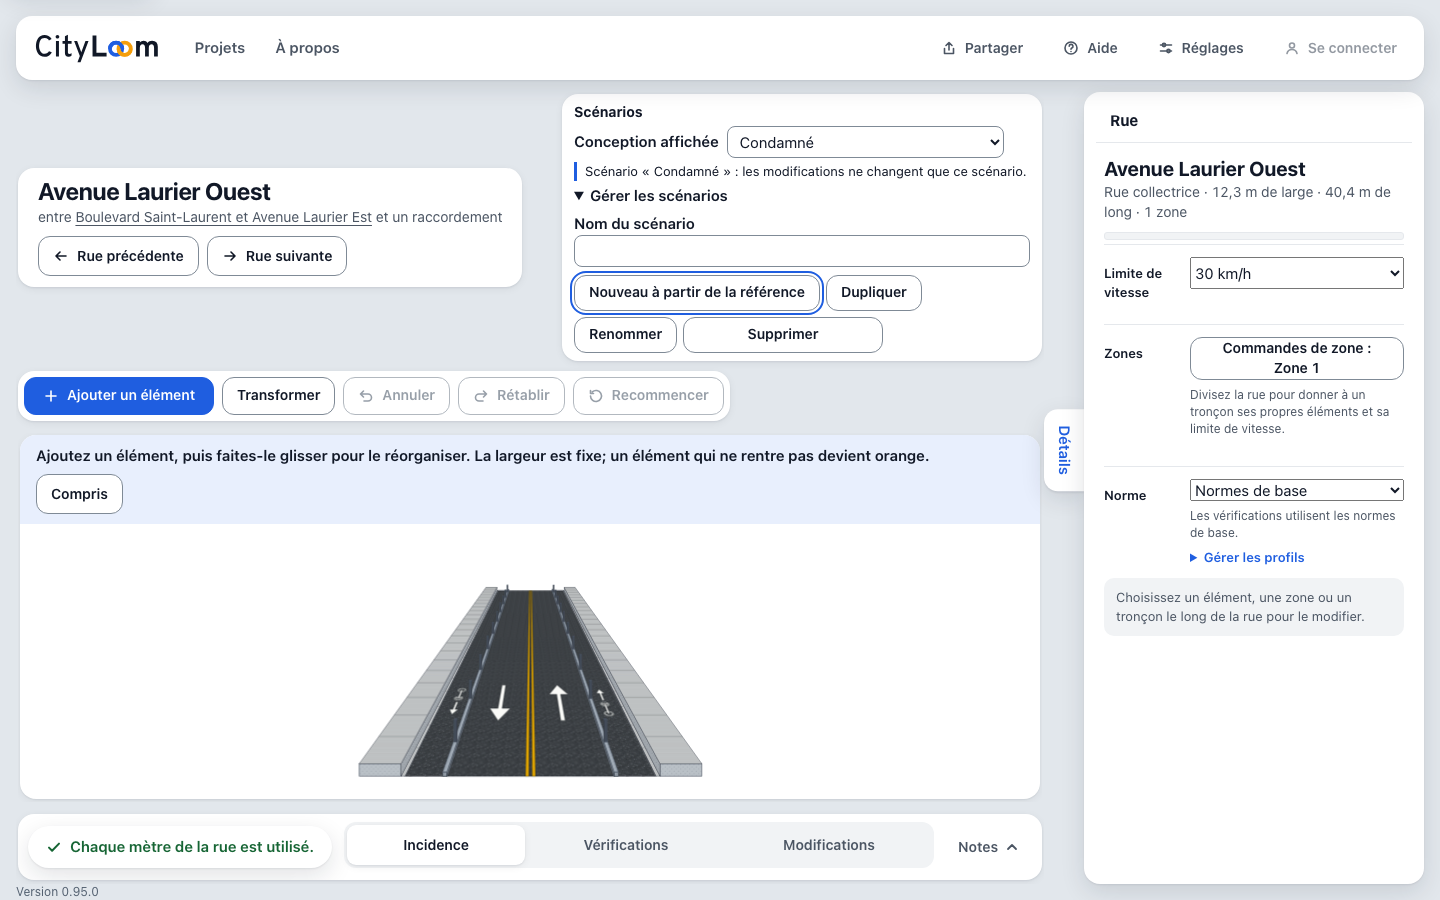 CityLoom
Projets
À propos
Partager
Aide
Réglages
Se connecter
Avenue Laurier Ouest
entre Boulevard Saint-Laurent et Avenue Laurier Est et un raccordement
Rue précédente
Rue suivante
Scénarios
Conception affichée
Condamné
Scénario « Condamné » : les modifications ne changent que ce scénario.
Gérer les scénarios
Nom du scénario
Nouveau à partir de la référence
Dupliquer
Renommer
Supprimer
Ajouter un élément
Transformer
Annuler
Rétablir
Recommencer
Ajoutez un élément, puis faites-le glisser pour le réorganiser. La largeur est fixe; un élément qui ne rentre pas devient orange.
Compris
Chaque mètre de la rue est utilisé.
Incidence
Vérifications
Modifications
Notes
Version 0.95.0
Détails
Rue
Avenue Laurier Ouest
Rue collectrice · 12,3 m de large · 40,4 m de
long · 1 zone
Limite de
vitesse
30 km/h
Zones
Commandes de zone :
Zone 1
Divisez la rue pour donner à un
tronçon ses propres éléments et sa
limite de vitesse.
Norme
Normes de base
Les vérifications utilisent les normes
de base.
Gérer les profils
Choisissez un élément, une zone ou un
tronçon le long de la rue pour le modifier.